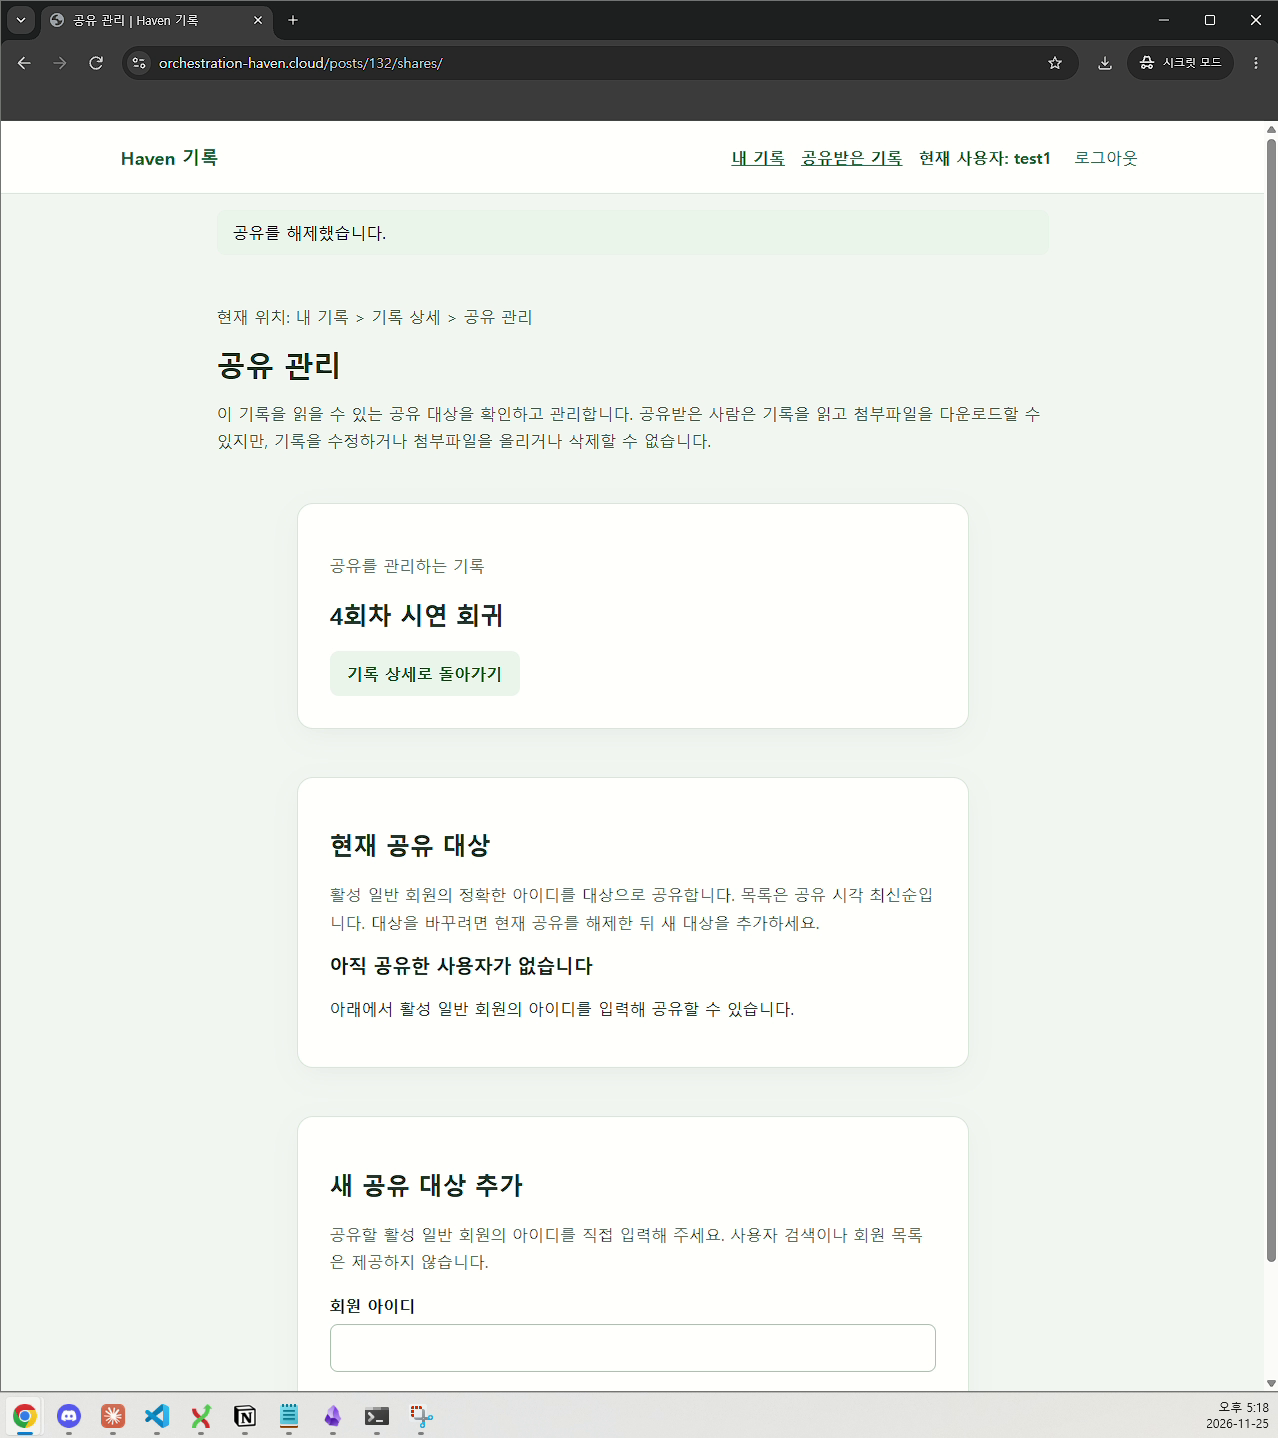 공유 관리 | Haven 기록
orchestration-haven.cloud/posts/132/shares/
시크릿 모드
Haven 기록
내 기록 공유받은 기록 현재 사용자: test1 로그아웃
공유를 해제했습니다.
현재 위치: 내 기록 > 기록 상세 > 공유 관리
공유 관리
이 기록을 읽을 수 있는 공유 대상을 확인하고 관리합니다. 공유받은 사람은 기록을 읽고 첨부파일을 다운로드할 수
있지만, 기록을 수정하거나 첨부파일을 올리거나 삭제할 수 없습니다.
공유를 관리하는 기록
4회차 시연 회귀
기록 상세로 돌아가기
현재 공유 대상
활성 일반 회원의 정확한 아이디를 대상으로 공유합니다. 목록은 공유 시각 최신순입
니다. 대상을 바꾸려면 현재 공유를 해제한 뒤 새 대상을 추가하세요.
아직 공유한 사용자가 없습니다
아래에서 활성 일반 회원의 아이디를 입력해 공유할 수 있습니다.
새 공유 대상 추가
공유할 활성 일반 회원의 아이디를 직접 입력해 주세요. 사용자 검색이나 회원 목록
은 제공하지 않습니다.
회원 아이디
오후 5:18
2026-11-25